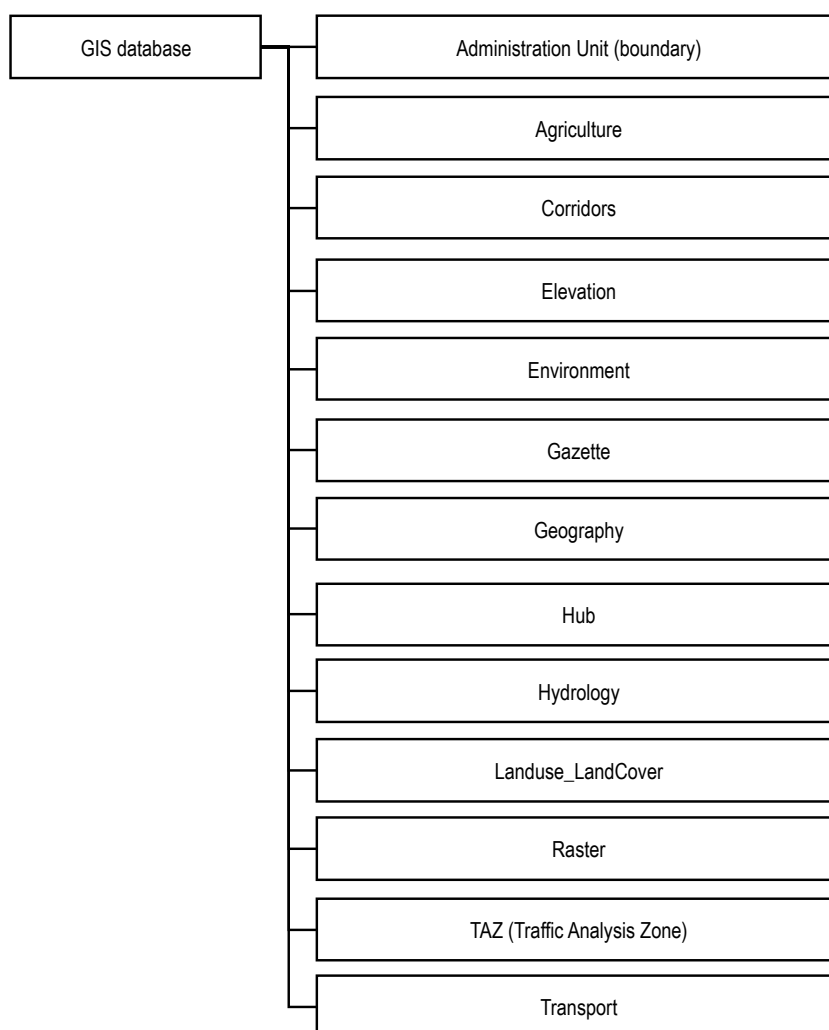 GIS database
Administration Unit (boundary)
Agriculture
Corridors
Elevation
Environment
Gazette
Geography
Hub
Hydrology
Landuse_LandCover
Raster
TAZ (Traffic Analysis Zone)
Transport